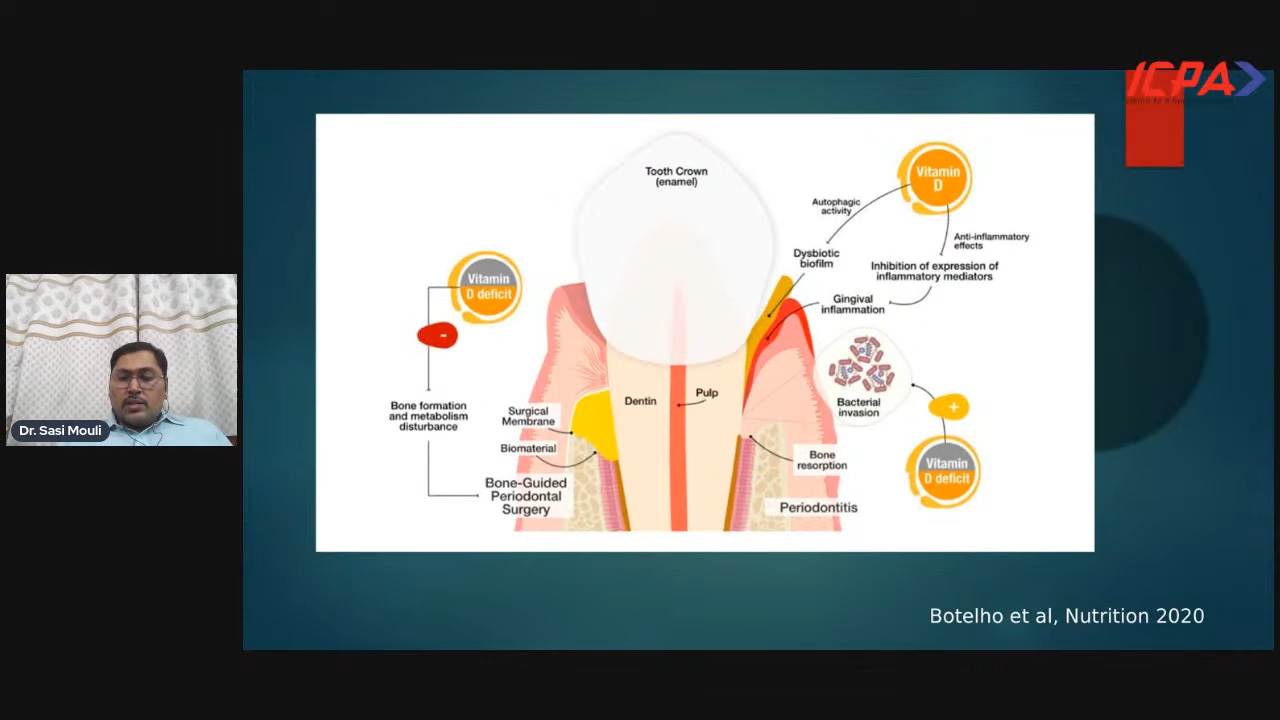 ICPA
Tooth Crown
(enamel)
Vitamin
D
Autophagic
activity
Anti-inflammatory
effects
Dysbiotic
biofilm
Inhibition of expression of
inflammatory mediators
Gingival
inflammation
Vitamin
D deficit
-
Bone formation
and metabolism
disturbance
Surgical
Membrane
Biomaterial
Bone-Guided
Periodontal
Surgery
Dentin
Pulp
Bacterial
invasion
+
Vitamin
D deficit
Bone
resorption
Periodontitis
Dr. Sasi Mouli
Botelho et al, Nutrition 2020